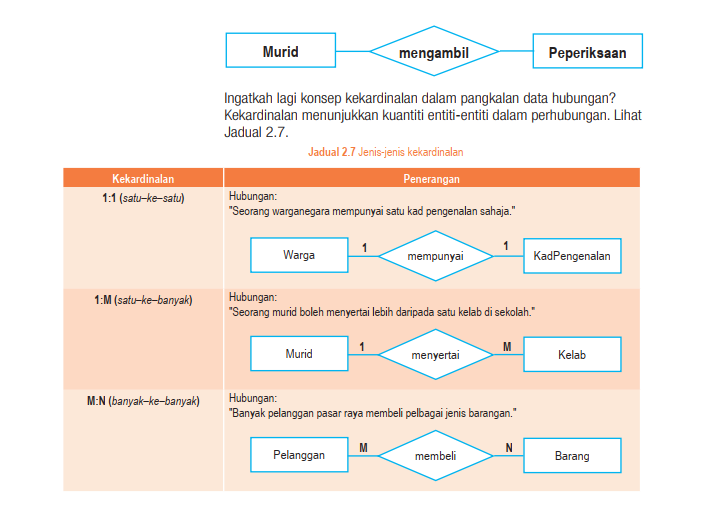 Murid mengambil Peperiksaan
Ingatkah lagi konsep kekardinalan dalam pangkalan data hubungan?
Kekardinalan menunjukkan kuantiti entiti-entiti dalam perhubungan. Lihat
Jadual 2.7.
Jadual 2.7 Jenis-jenis kekardinalan
Kekardinalan Penerangan
1:1 (satu–ke–satu) Hubungan:
"Seorang warganegara mempunyai satu kad pengenalan sahaja."
Warga 1 mempunyai 1 KadPengenalan
1:M (satu–ke–banyak) Hubungan:
"Seorang murid boleh menyertai lebih daripada satu kelab di sekolah."
Murid 1 menyertai M Kelab
M:N (banyak–ke–banyak) Hubungan:
"Banyak pelanggan pasar raya membeli pelbagai jenis barangan."
Pelanggan M membeli N Barang